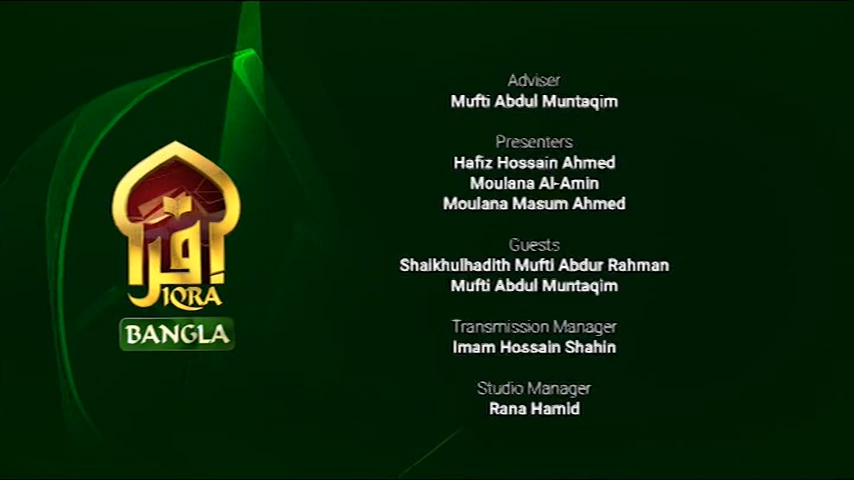 اقرأ
IQRA
BANGLA
Adviser
Mufti Abdul Muntaqim
Presenters
Hafiz Hossain Ahmed
Moulana Al-Amin
Moulana Masum Ahmed
Guests
Shaikhulhadith Mufti Abdur Rahman
Mufti Abdul Muntaqim
Transmission Manager
Imam Hossain Shahin
Studio Manager
Rana Hamid